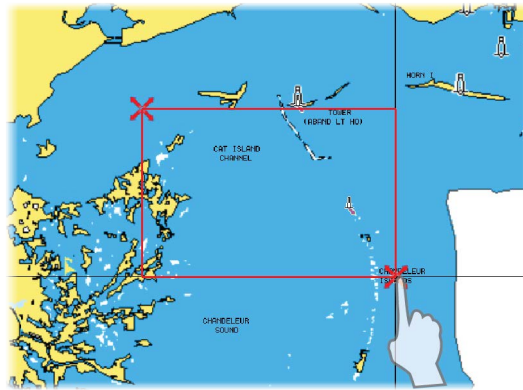 HORN I
TOWER
(ABAND LT HO)
CAT ISLAND
CHANNEL
CHANDELEUR
CHANDELEUR
SOUND